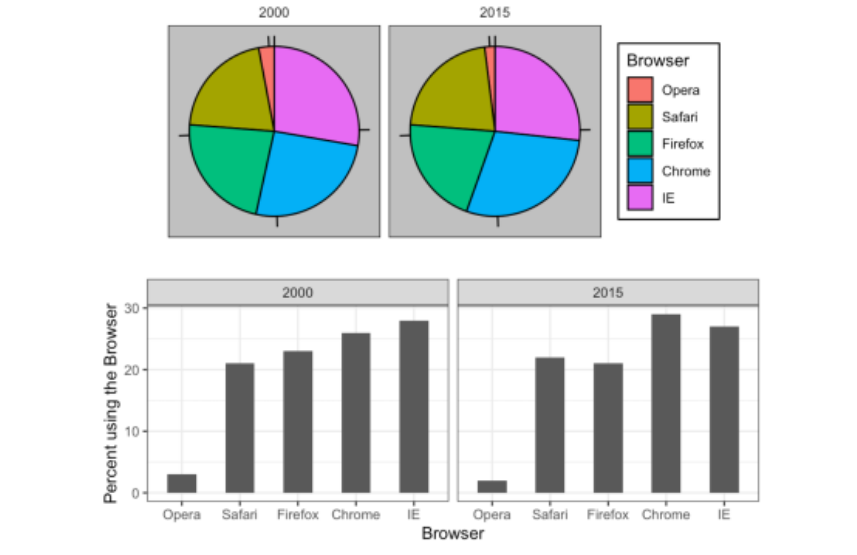 2000
2015
Browser
Opera
Safari
Firefox
Chrome
IE
2000
2015
Percent using the Browser
30
20
10
0
Opera Safari Firefox Chrome IE
Opera Safari Firefox Chrome IE
Browser